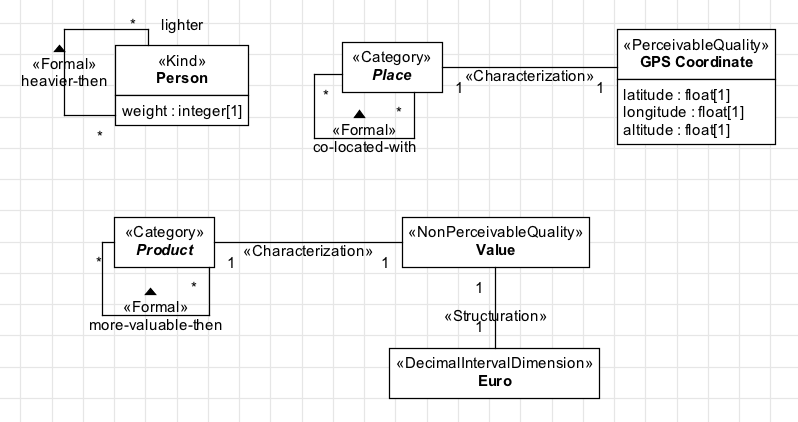 * lighter
«Formal»
heavier-then
«Kind»
Person
weight : integer[1]
*
«Category»
Place
* *
«Formal»
co-located-with
1 «Characterization» 1
«PerceivableQuality»
GPS Coordinate
latitude : float[1]
longitude : float[1]
altitude : float[1]
«Category»
Product
* *
«Formal»
more-valuable-then
1 «Characterization» 1
«NonPerceivableQuality»
Value
1
«Structuration»
1
«DecimalIntervalDimension»
Euro